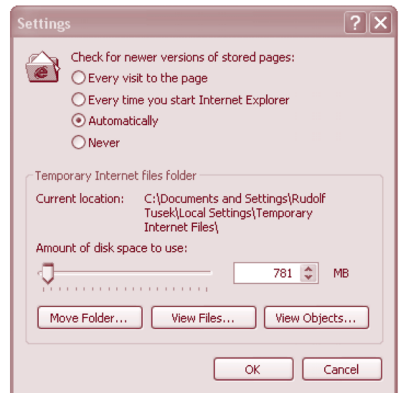 Settings
Check for newer versions of stored pages:
Every visit to the page
Every time you start Internet Explorer
Automatically
Never
Temporary Internet files folder
Current location: C:\Documents and Settings\Rudolf
Tusek\Local Settings\Temporary
Internet Files\
Amount of disk space to use:
781 MB
Move Folder... View Files... View Objects...
OK Cancel